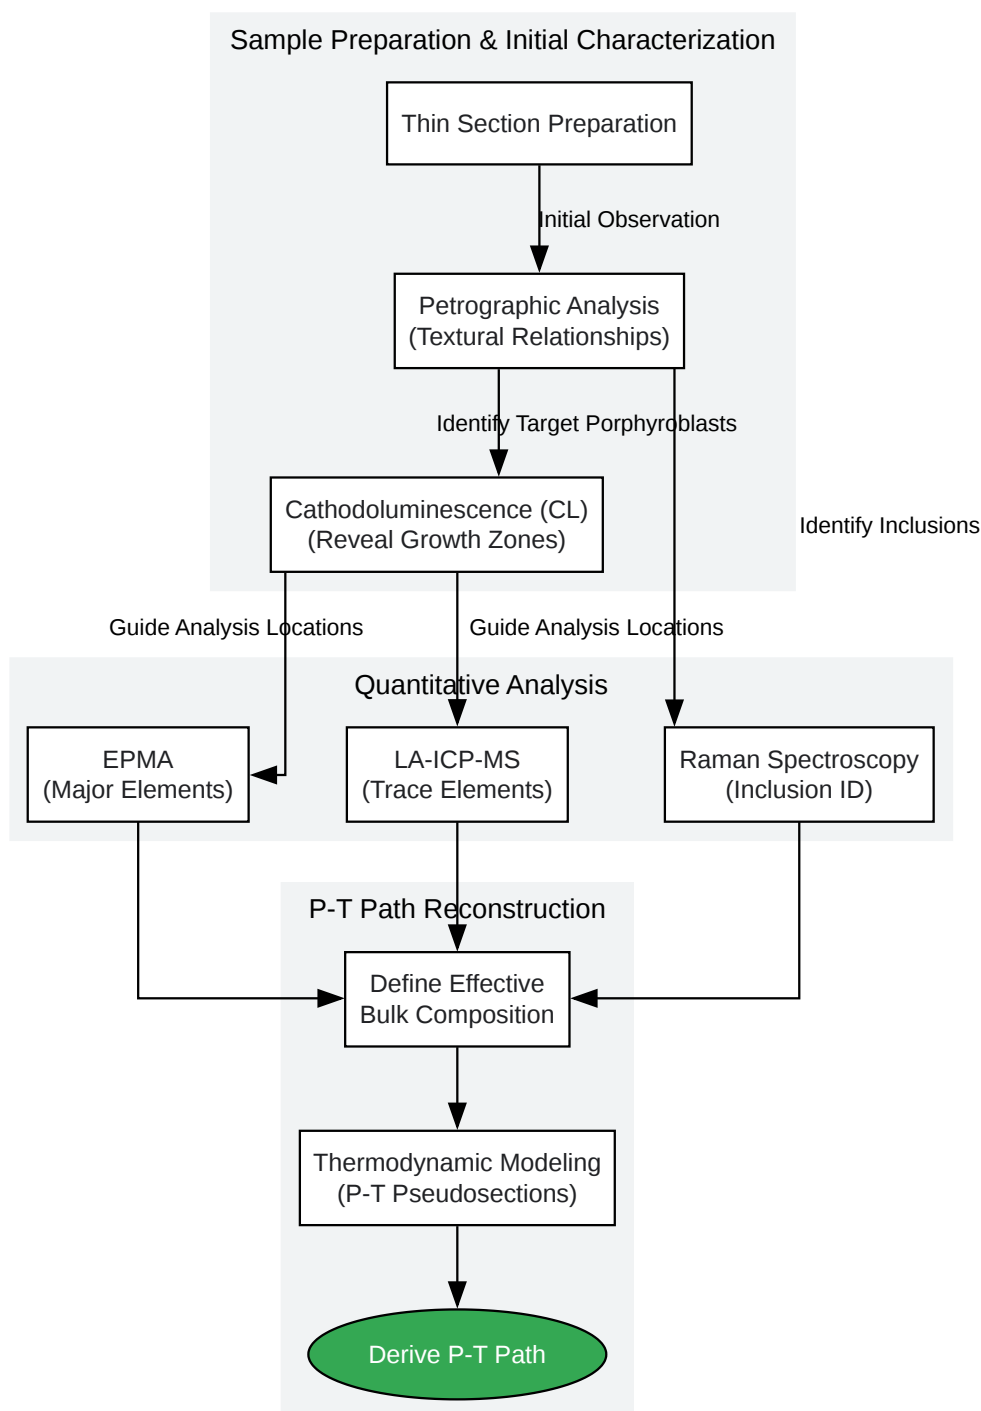 Sample Preparation & Initial Characterization
Thin Section Preparation
Initial Observation
Petrographic Analysis
(Textural Relationships)
Identify Target Porphyroblasts
Cathodoluminescence (CL)
(Reveal Growth Zones)
Identify Inclusions
Guide Analysis Locations
Guide Analysis Locations
Quantitative Analysis
EPMA
(Major Elements)
LA-ICP-MS
(Trace Elements)
Raman Spectroscopy
(Inclusion ID)
P-T Path Reconstruction
Define Effective
Bulk Composition
Thermodynamic Modeling
(P-T Pseudosections)
Derive P-T Path